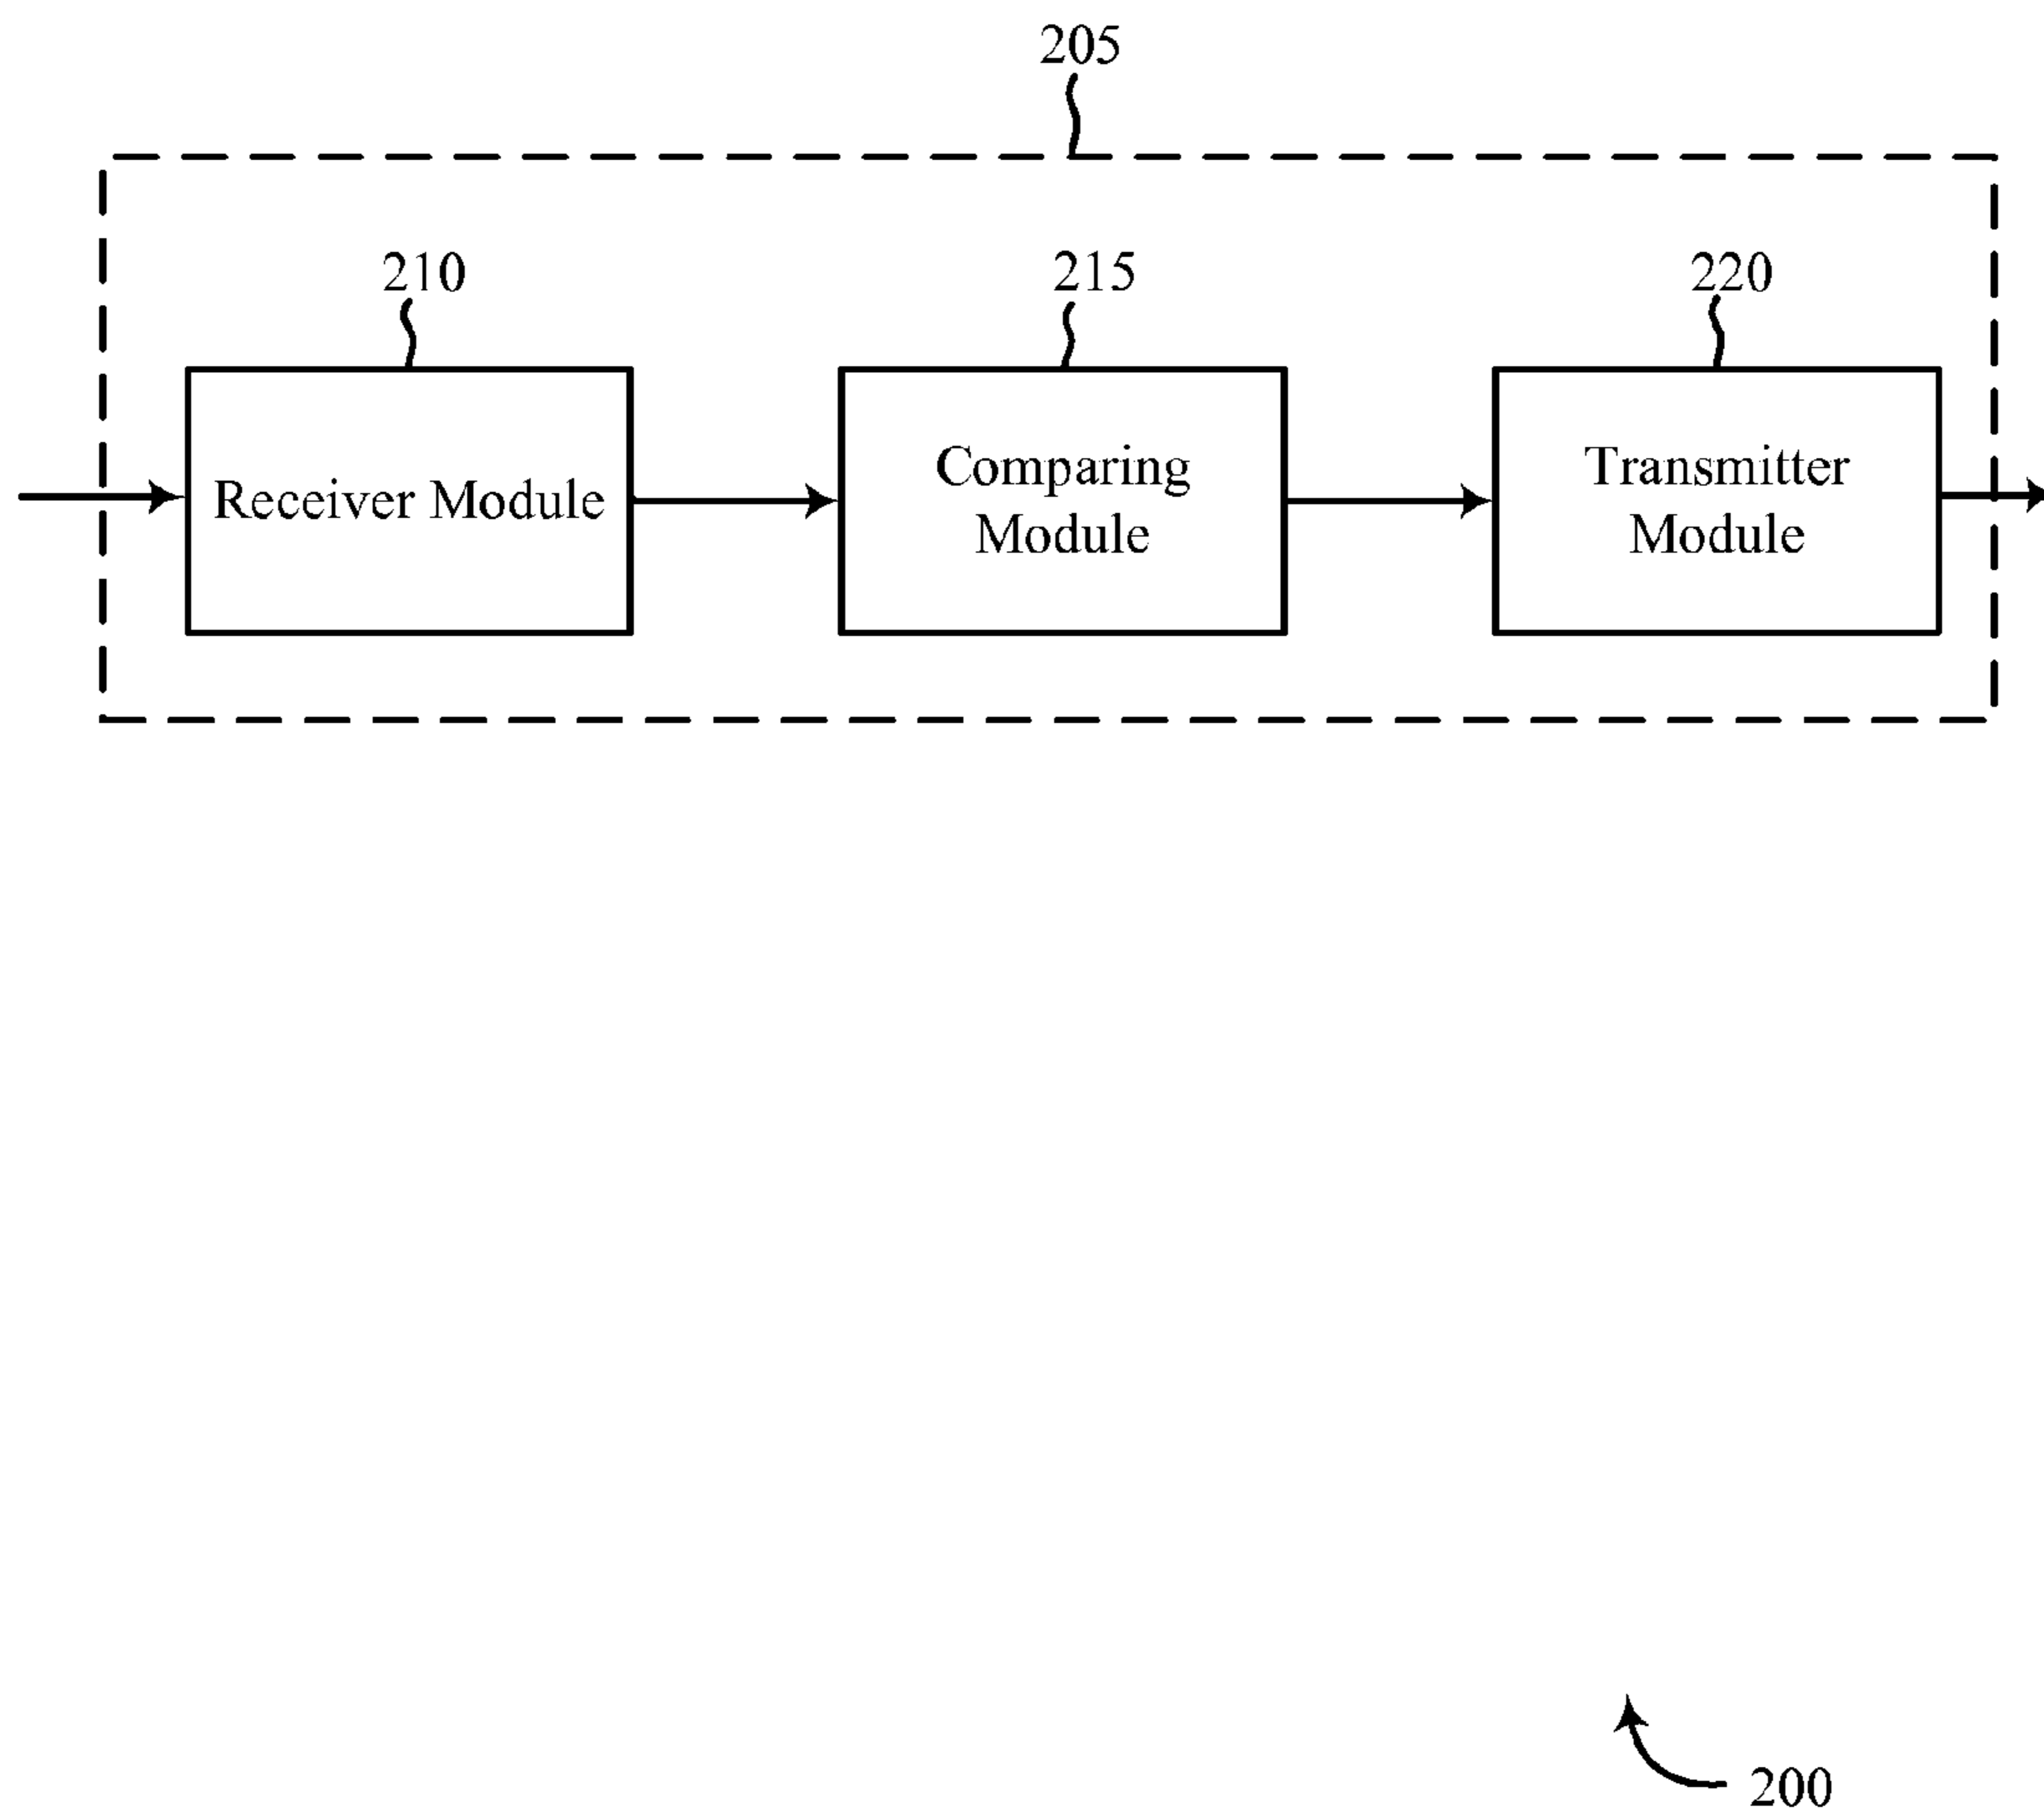 205
210
215
220
Receiver Module
Comparing
Module
Transmitter
Module
200